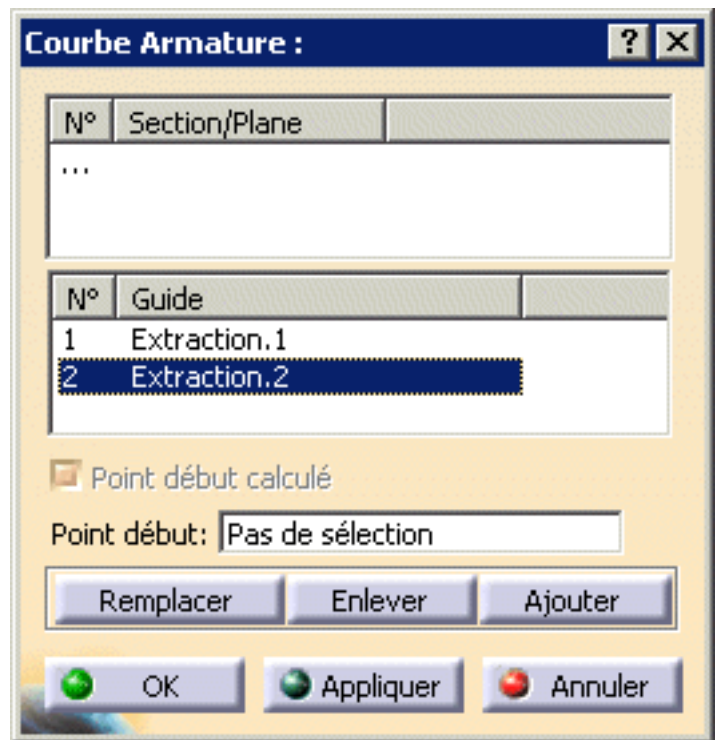 Courbe Armature :
N° Section/Plane
...
N° Guide
1 Extraction.1
2 Extraction.2
Point début calculé
Point début: Pas de sélection
Remplacer Enlever Ajouter
OK Appliquer Annuler